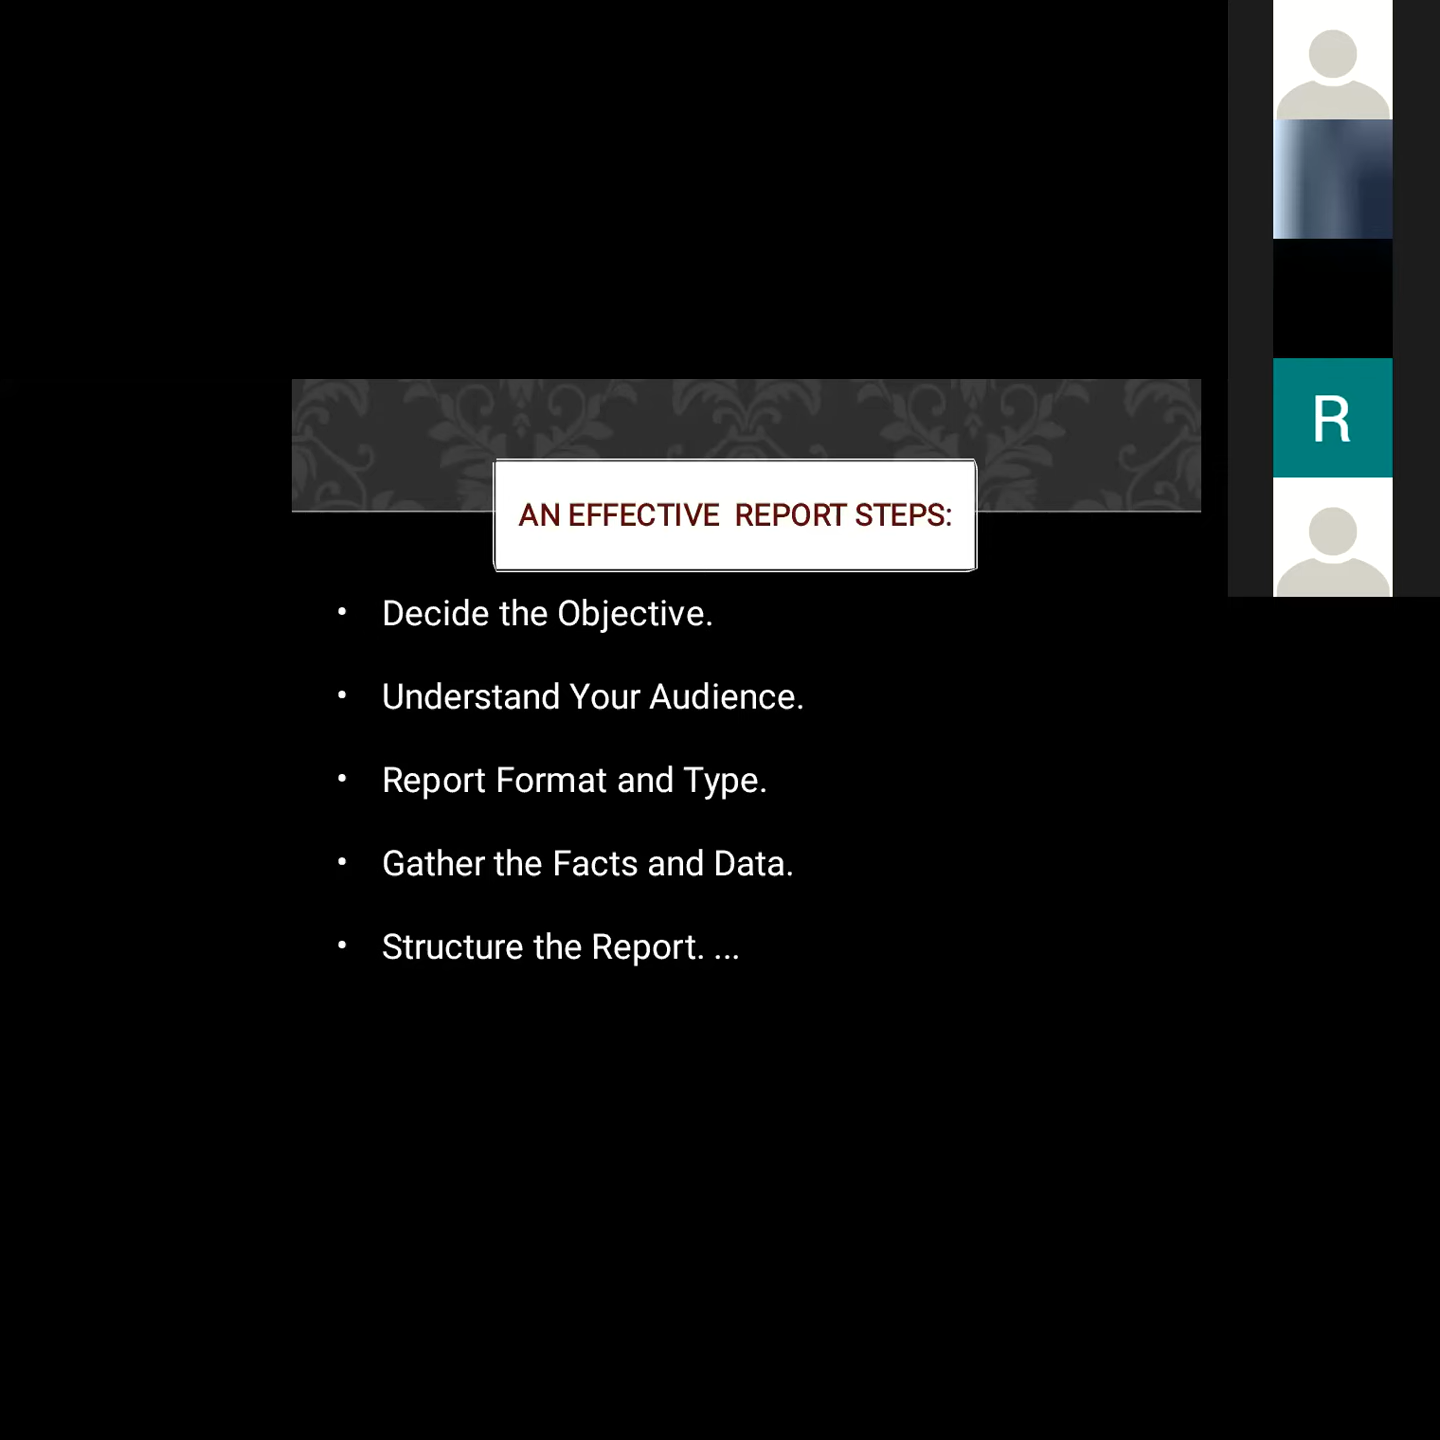 R
AN EFFECTIVE  REPORT STEPS:
• Decide the Objective.
• Understand Your Audience.
• Report Format and Type.
• Gather the Facts and Data.
• Structure the Report. ...